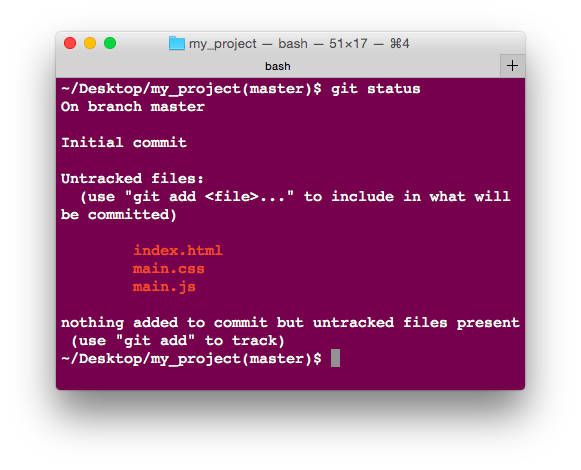 my_project — bash — 51×17 — ⌘4
bash +
~/Desktop/my_project(master)$ git status
On branch master
Initial commit
Untracked files:
(use "git add <file>..." to include in what will
be committed)
index.html
main.css
main.js
nothing added to commit but untracked files present
(use "git add" to track)
~/Desktop/my_project(master)$